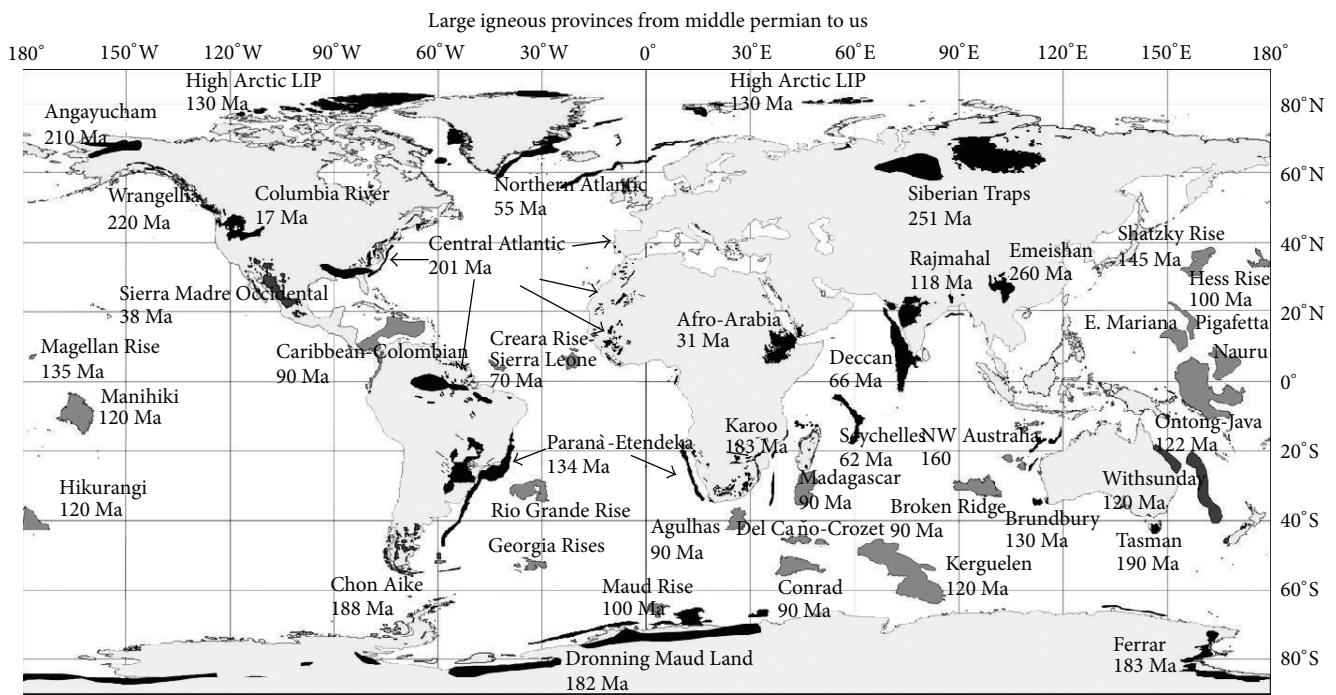 Large igneous provinces from middle permian to us
180° 150°W 120°W 90°W 60°W 30°W 0° 30°E 60°E 90°E 120°E 150°E 180°
80°N
60°N
40°N
20°N
0°
20°S
40°S
60°S
80°S
High Arctic LIP
130 Ma
High Arctic LIP
130 Ma
Angayucham
210 Ma
Wrangellia
220 Ma
Columbia River
17 Ma
Northern Atlantic
55 Ma
Siberian Traps
251 Ma
Central Atlantic
201 Ma
Shatzky Rise
145 Ma
Emeishan
260 Ma
Rajmahal
118 Ma
Hess Rise
100 Ma
Sierra Madre Occidental
38 Ma
Afro-Arabia
31 Ma
E. Mariana
Pigafetta
Magellan Rise
135 Ma
Caribbean-Colombian
90 Ma
Creara Rise
Sierra Leone
70 Ma
Deccan
66 Ma
Nauru
Manihiki
120 Ma
Paranà-Etendeka
134 Ma
Karoo
183 Ma
Seychelles
62 Ma
NW Australia
160
Ontong-Java
122 Ma
Hikurangi
120 Ma
Rio Grande Rise
Madagascar
90 Ma
Withsunday
120 Ma
Agulhas
90 Ma
Del Caño-Crozet
Broken Ridge
90 Ma
Brundbury
130 Ma
Tasman
190 Ma
Georgia Rises
Chon Aike
188 Ma
Maud Rise
100 Ma
Conrad
90 Ma
Kerguelen
120 Ma
Dronning Maud Land
182 Ma
Ferrar
183 Ma